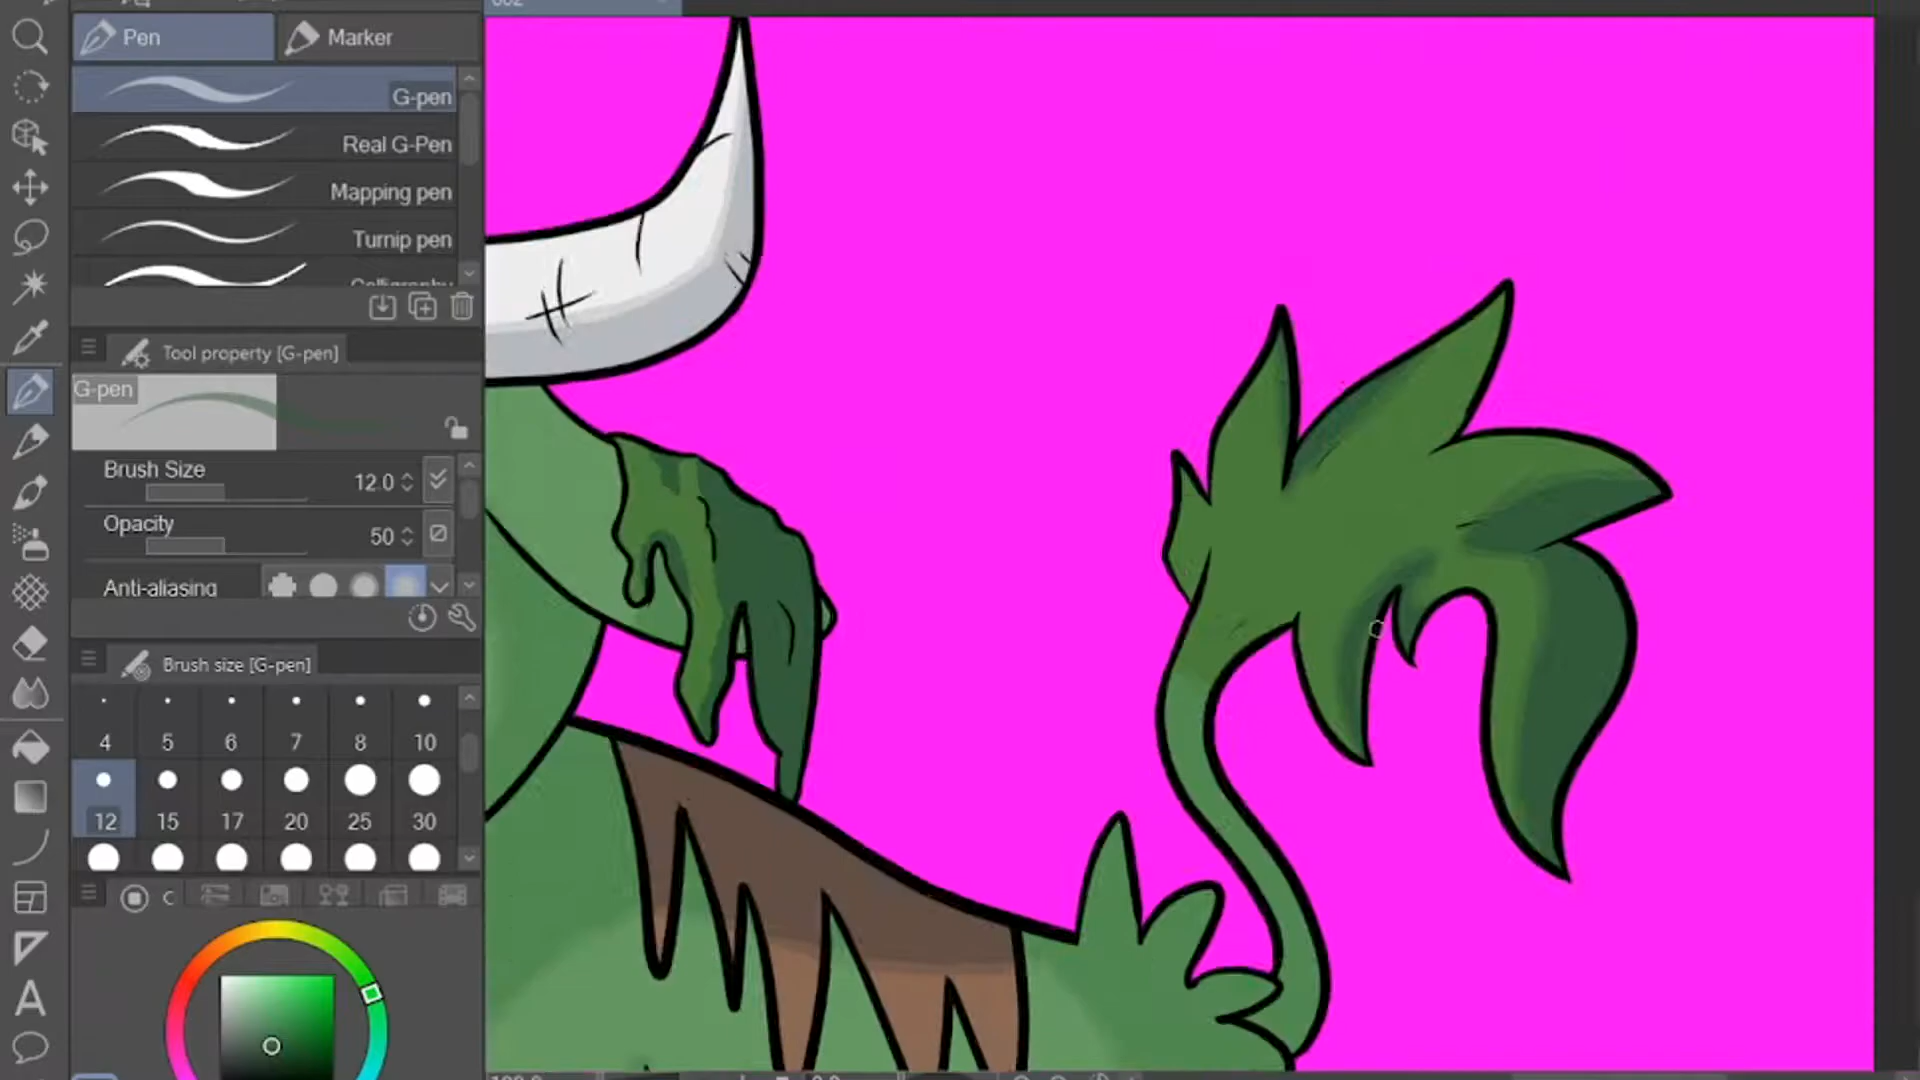 Pen
Marker
G-pen
Real G-Pen
Mapping pen
Turnip pen
Calligraphy
Tool property [G-pen]
G-pen
Brush Size 12.0
Opacity 50
Anti-aliasing
Brush size [G-pen]
4 5 6 7 8 10
12 15 17 20 25 30
C